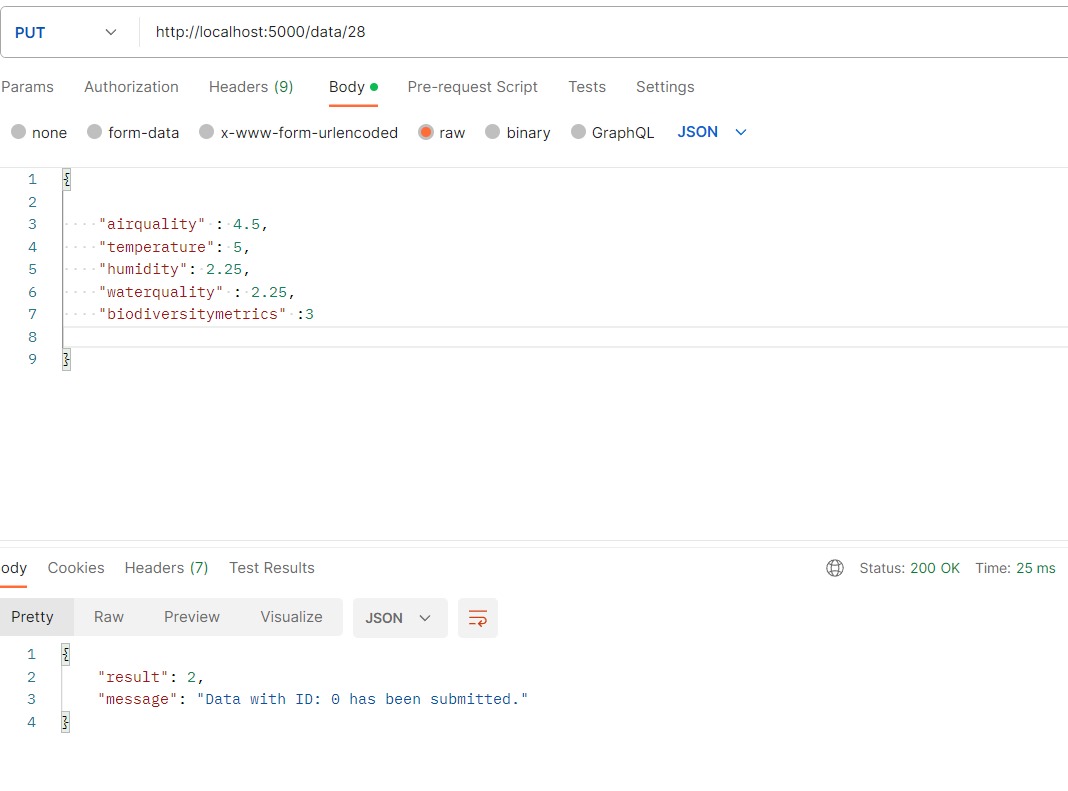 PUT http://localhost:5000/data/28
Params Authorization Headers (9) Body Pre-request Script Tests Settings
none form-data x-www-form-urlencoded raw binary GraphQL JSON
1 {
2
3 "airquality" : 4.5,
4 "temperature": 5,
5 "humidity": 2.25,
6 "waterquality" : 2.25,
7 "biodiversitymetrics" :3
8
9 }
ody Cookies Headers (7) Test Results Status: 200 OK Time: 25 ms
Pretty Raw Preview Visualize JSON
1 {
2 "result": 2,
3 "message": "Data with ID: 0 has been submitted."
4 }